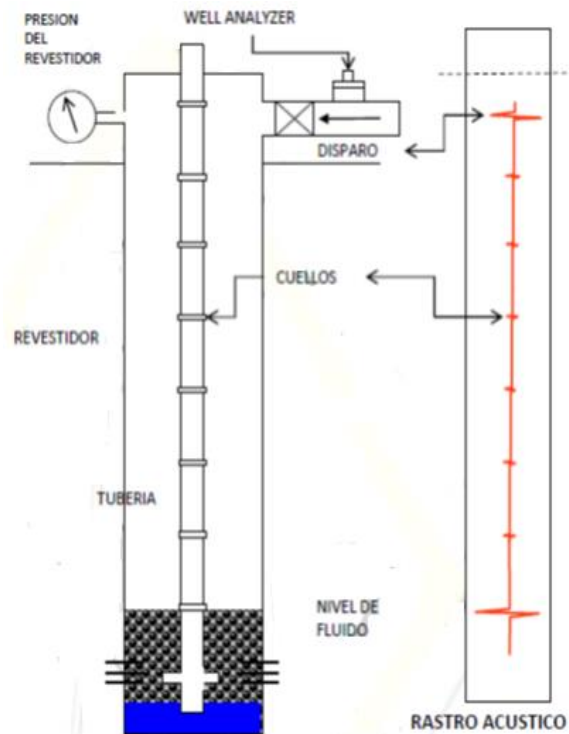 PRESION
DEL
REVESTIDOR
WELL ANALYZER
DISPARO
CUELLOS
REVESTIDOR
TUBERIA
NIVEL DE
FLUIDO
RASTRO ACUSTICO